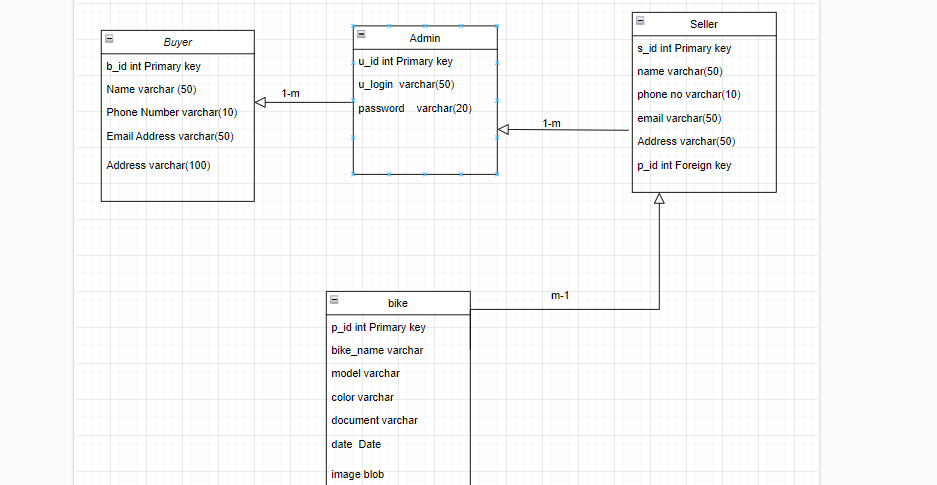 Buyer
b_id int Primary key
Name varchar (50)
Phone Number varchar(10)
Email Address varchar(50)
Address varchar(100)
1-m
Admin
u_id int Primary key
u_login varchar(50)
password varchar(20)
1-m
Seller
s_id int Primary key
name varchar(50)
phone no varchar(10)
email varchar(50)
Address varchar(50)
p_id int Foreign key
m-1
bike
p_id int Primary key
bike_name varchar
model varchar
color varchar
document varchar
date Date
image blob